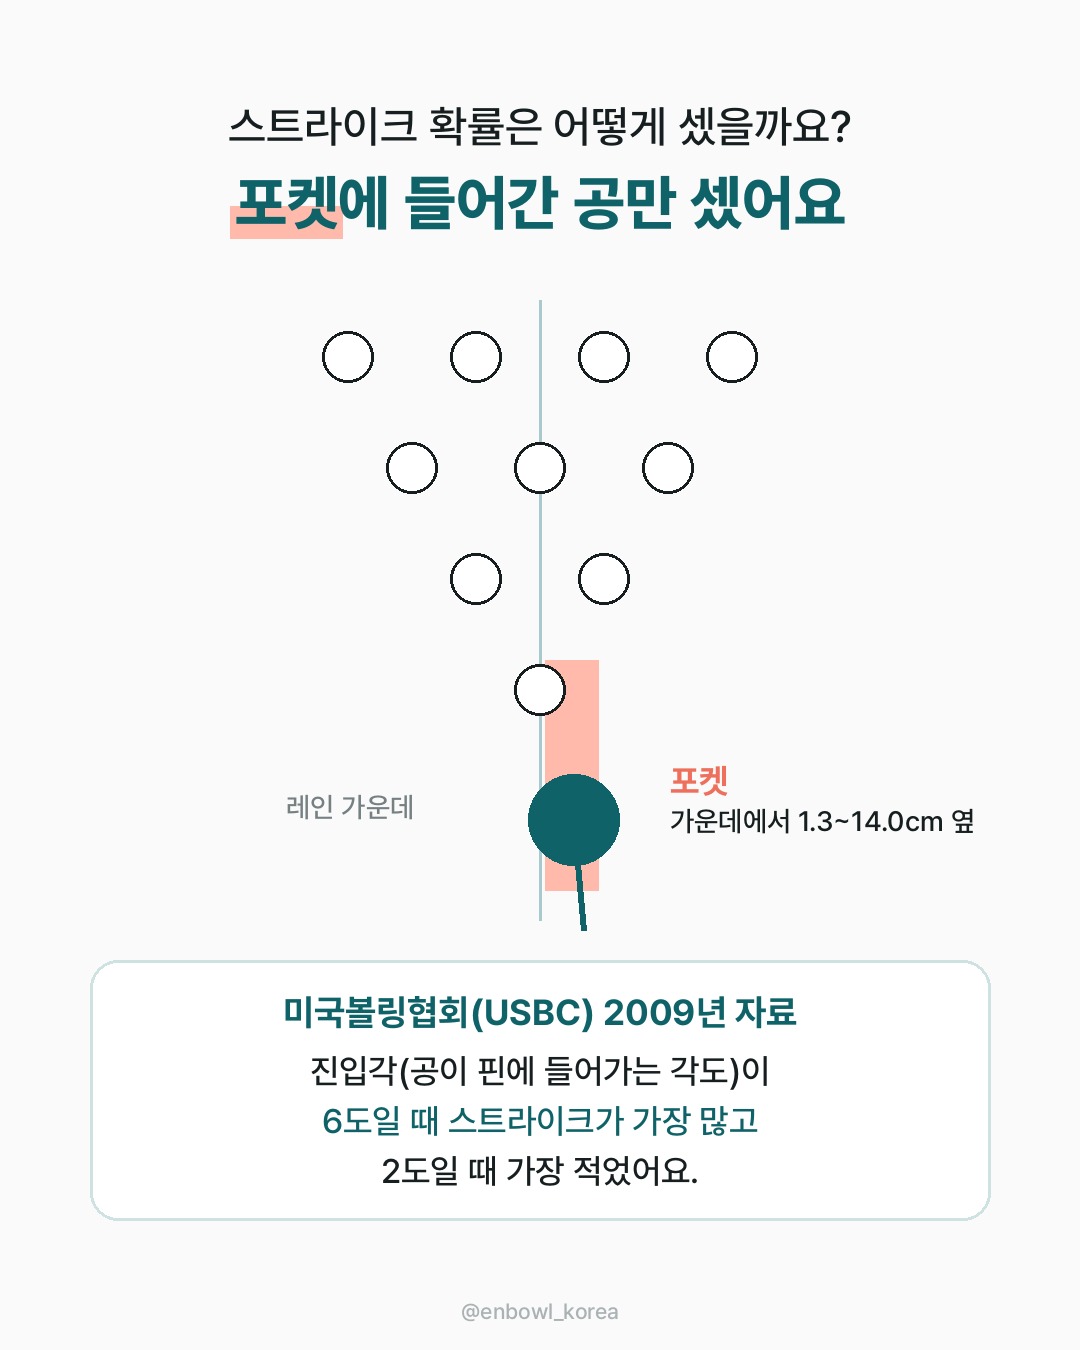 스트라이크 확률은 어떻게 셌을까요?
포켓에 들어간 공만 셌어요
포켓
레인 가운데
가운데에서 1.3~14.0cm 옆
미국볼링협회(USBC) 2009년 자료
진입각(공이 핀에 들어가는 각도)이
6도일 때 스트라이크가 가장 많고
2도일 때 가장 적었어요.
@enbowl_korea